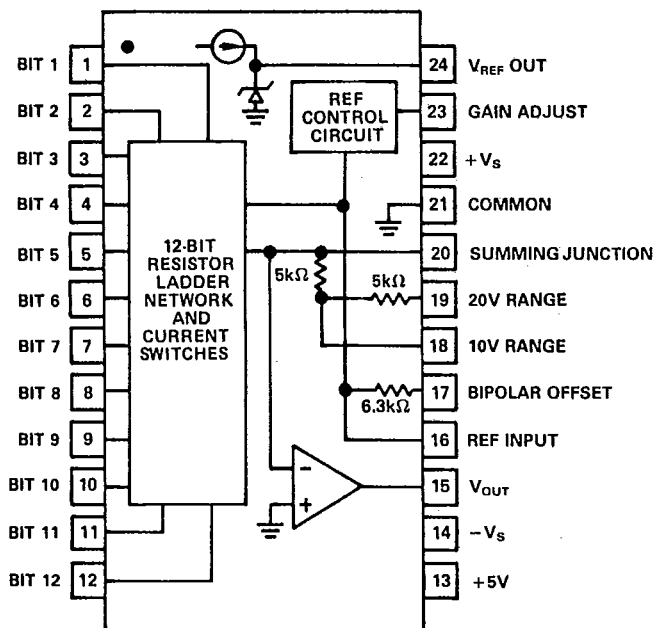 BIT 1 1
BIT 2 2
BIT 3 3
BIT 4 4
BIT 5 5
BIT 6 6
BIT 7 7
BIT 8 8
BIT 9 9
BIT 10 10
BIT 11 11
BIT 12 12
12-BIT
RESISTOR
LADDER
NETWORK
AND
CURRENT
SWITCHES
REF
CONTROL
CIRCUIT
5kΩ
5kΩ
6.3kΩ
−
+
24 V_REF OUT
23 GAIN ADJUST
22 +V_S
21 COMMON
20 SUMMING JUNCTION
19 20V RANGE
18 10V RANGE
17 BIPOLAR OFFSET
16 REF INPUT
15 V_OUT
14 −V_S
13 +5V